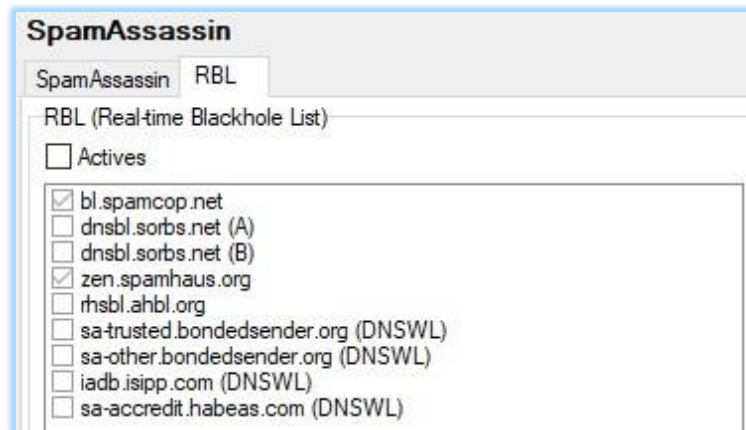 SpamAssassin
SpamAssassin RBL
RBL (Real-time Blackhole List)
Actives
bl.spamcop.net
dnsbl.sorbs.net (A)
dnsbl.sorbs.net (B)
zen.spamhaus.org
rhsbl.ahbl.org
sa-trusted.bondedsender.org (DNSWL)
sa-other.bondedsender.org (DNSWL)
iadb.isipp.com (DNSWL)
sa-accredit.habeas.com (DNSWL)